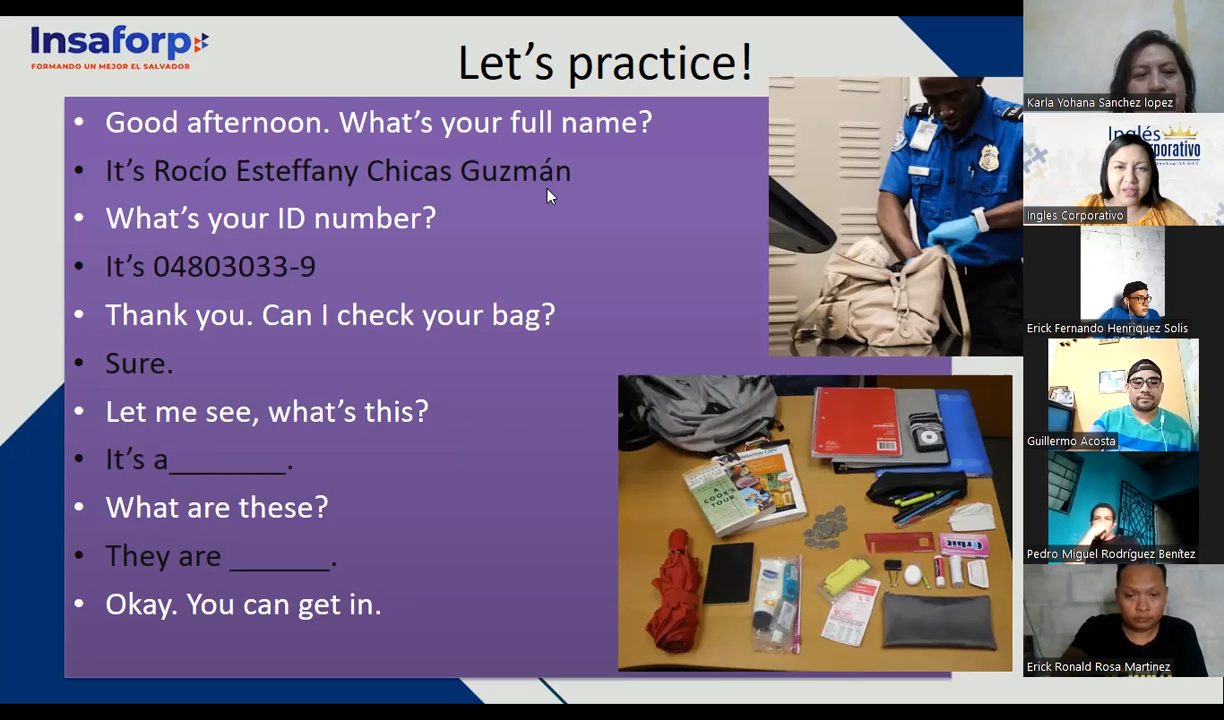 Insaforp
FORMANDO UN MEJOR EL SALVADOR
Let's practice!
• Good afternoon. What's your full name?
• It's Rocío Esteffany Chicas Guzmán
• What's your ID number?
• It's 04803033-9
• Thank you. Can I check your bag?
• Sure.
• Let me see, what's this?
• It's a________.
• What are these?
• They are _______.
• Okay. You can get in.
A COOK'S
TOUR
Orbit
Karla Yohana Sanchez lopez
Inglés
Corporativo
Ingles Corporativo
Erick Fernando Henriquez Solis
Guillermo Acosta
Pedro Miguel Rodríguez Benítez
Erick Ronald Rosa Martinez